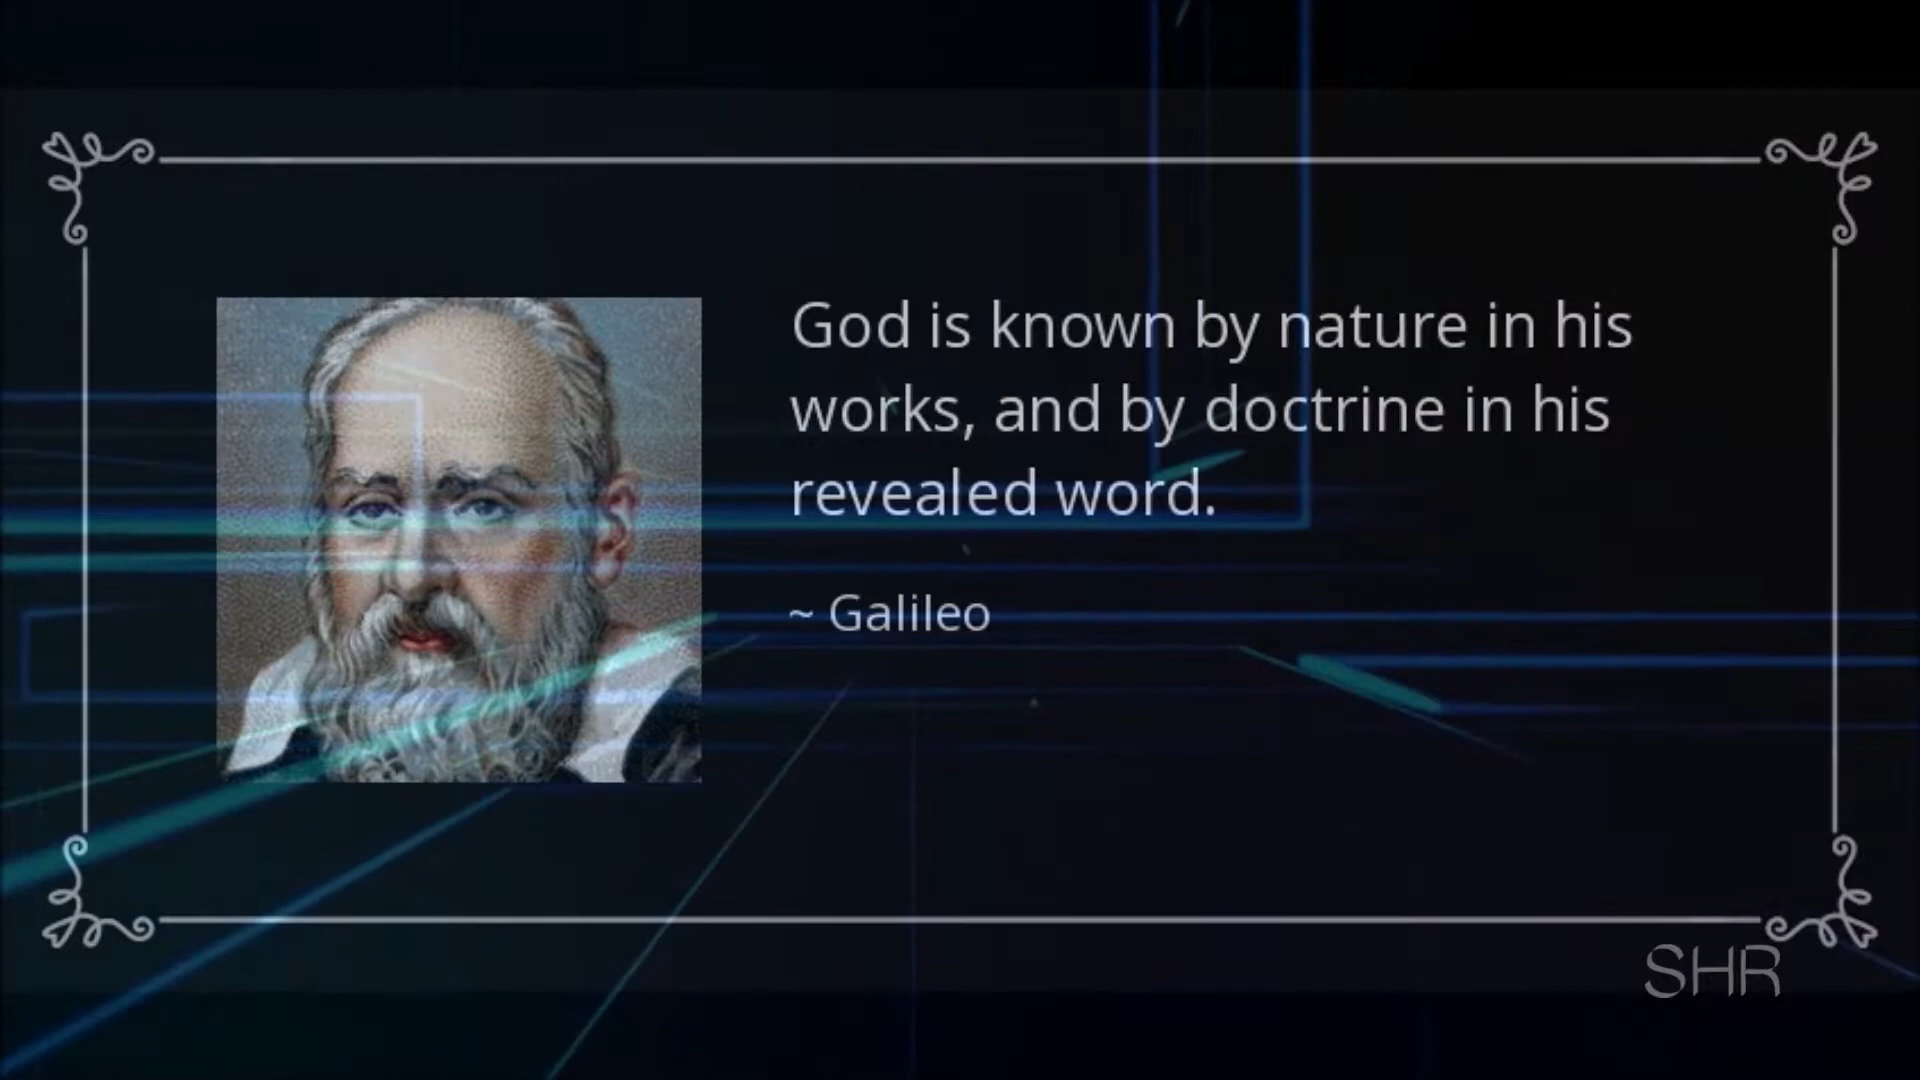 God is known by nature in his
works, and by doctrine in his
revealed word.
~ Galileo
SHR